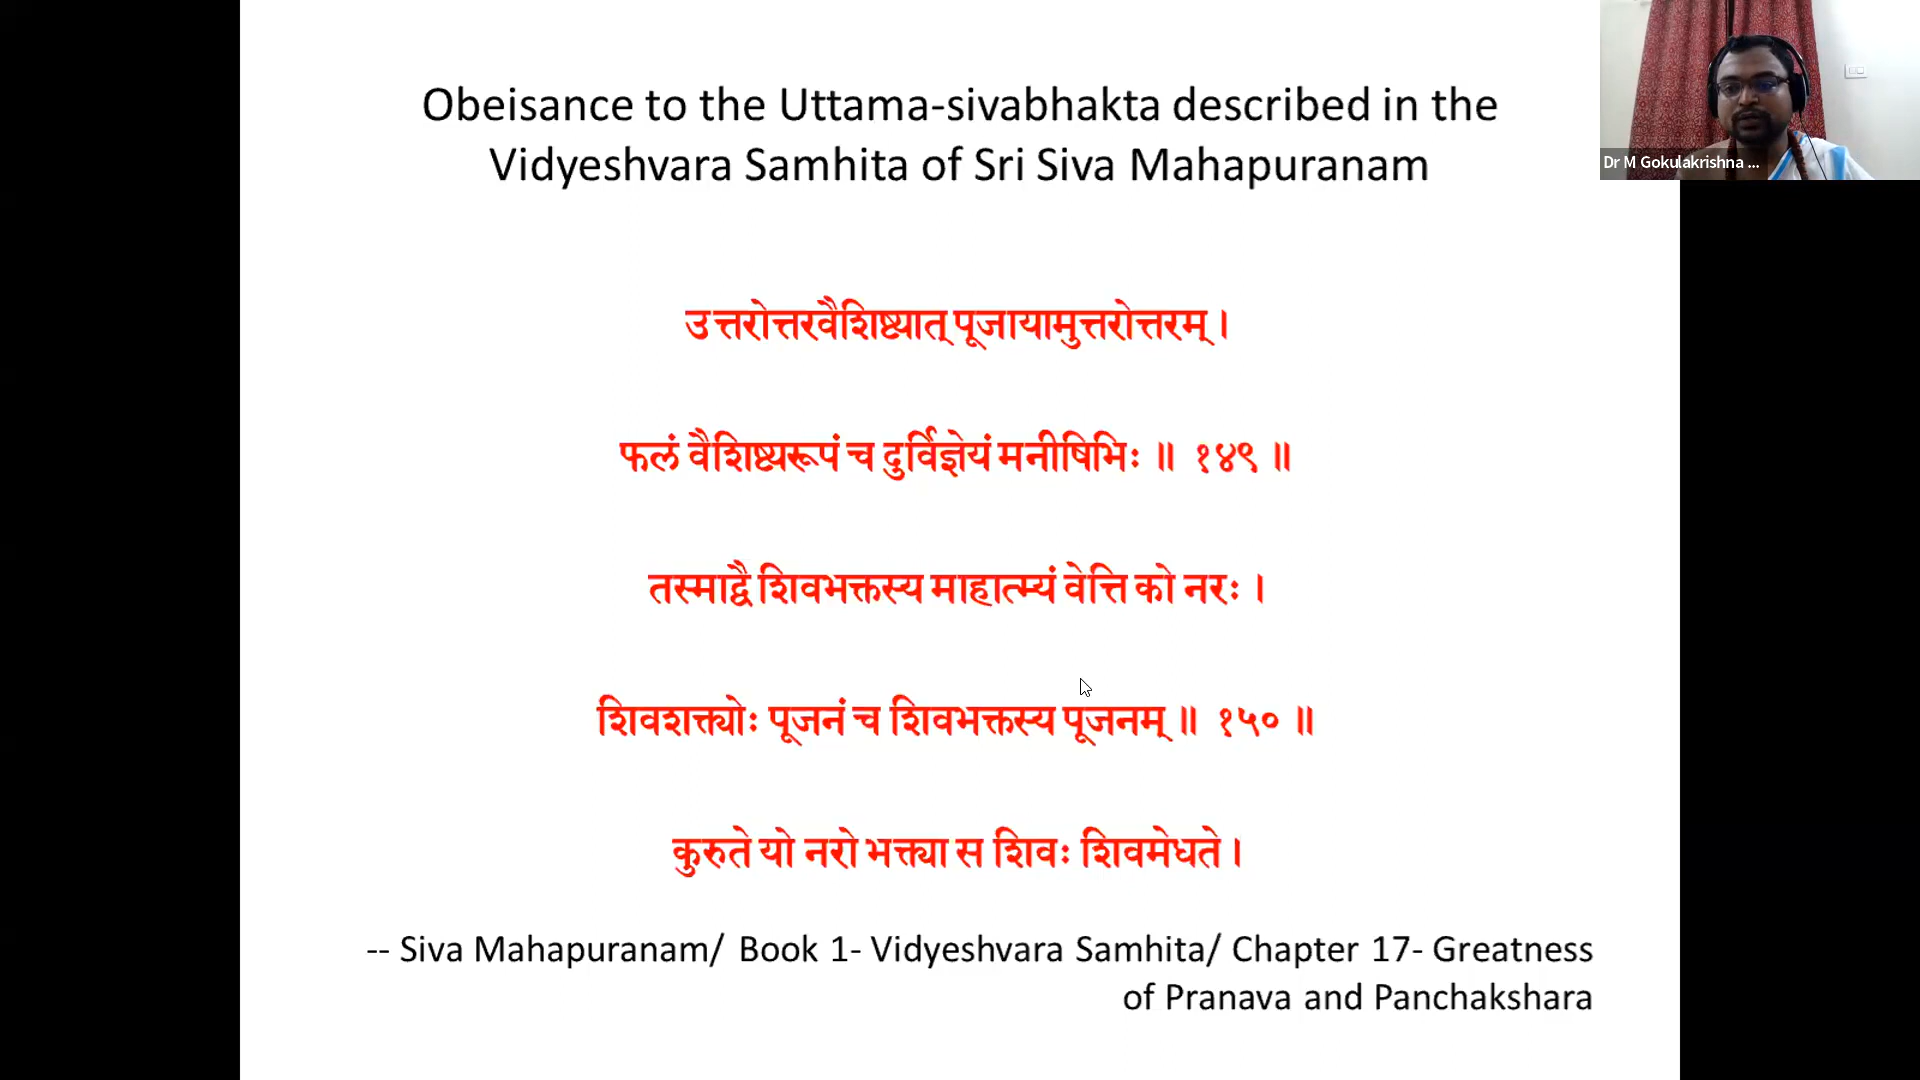 Obeisance to the Uttama-sivabhakta described in the
Vidyeshvara Samhita of Sri Siva Mahapuranam
Dr M Gokulakrishna ...
उत्तरोत्तरवैशिष्ट्यात् पूजायामुत्तरोत्तरम् ।
फलं वैशिष्ट्यरूपं च दुर्विज्ञेयं मनीषिभिः ॥ १४९ ॥
तस्माद्वै शिवभक्तस्य माहात्म्यं वेत्ति को नरः ।
शिवशक्त्योः पूजनं च शिवभक्तस्य पूजनम् ॥ १५० ॥
कुरुते यो नरो भक्त्या स शिवः शिवमेधते ।
-- Siva Mahapuranam/ Book 1- Vidyeshvara Samhita/ Chapter 17- Greatness
of Pranava and Panchakshara